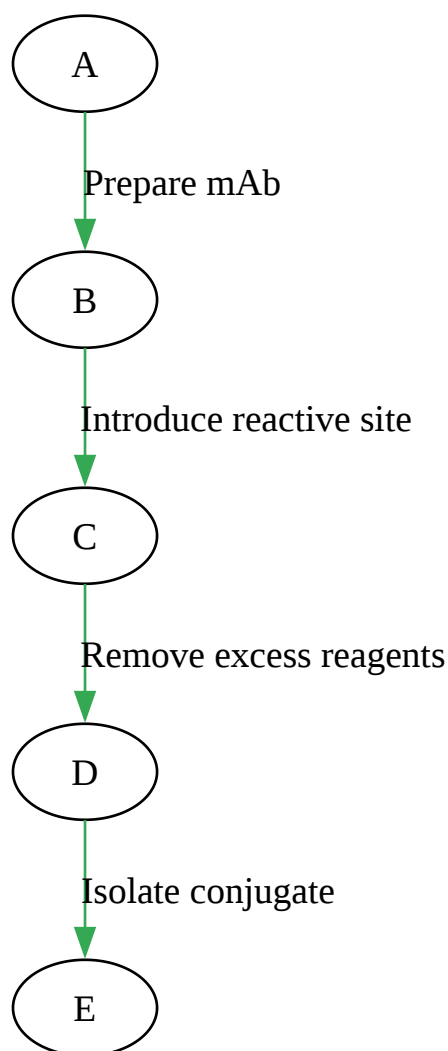 A
Prepare mAb
B
Introduce reactive site
C
Remove excess reagents
D
Isolate conjugate
E